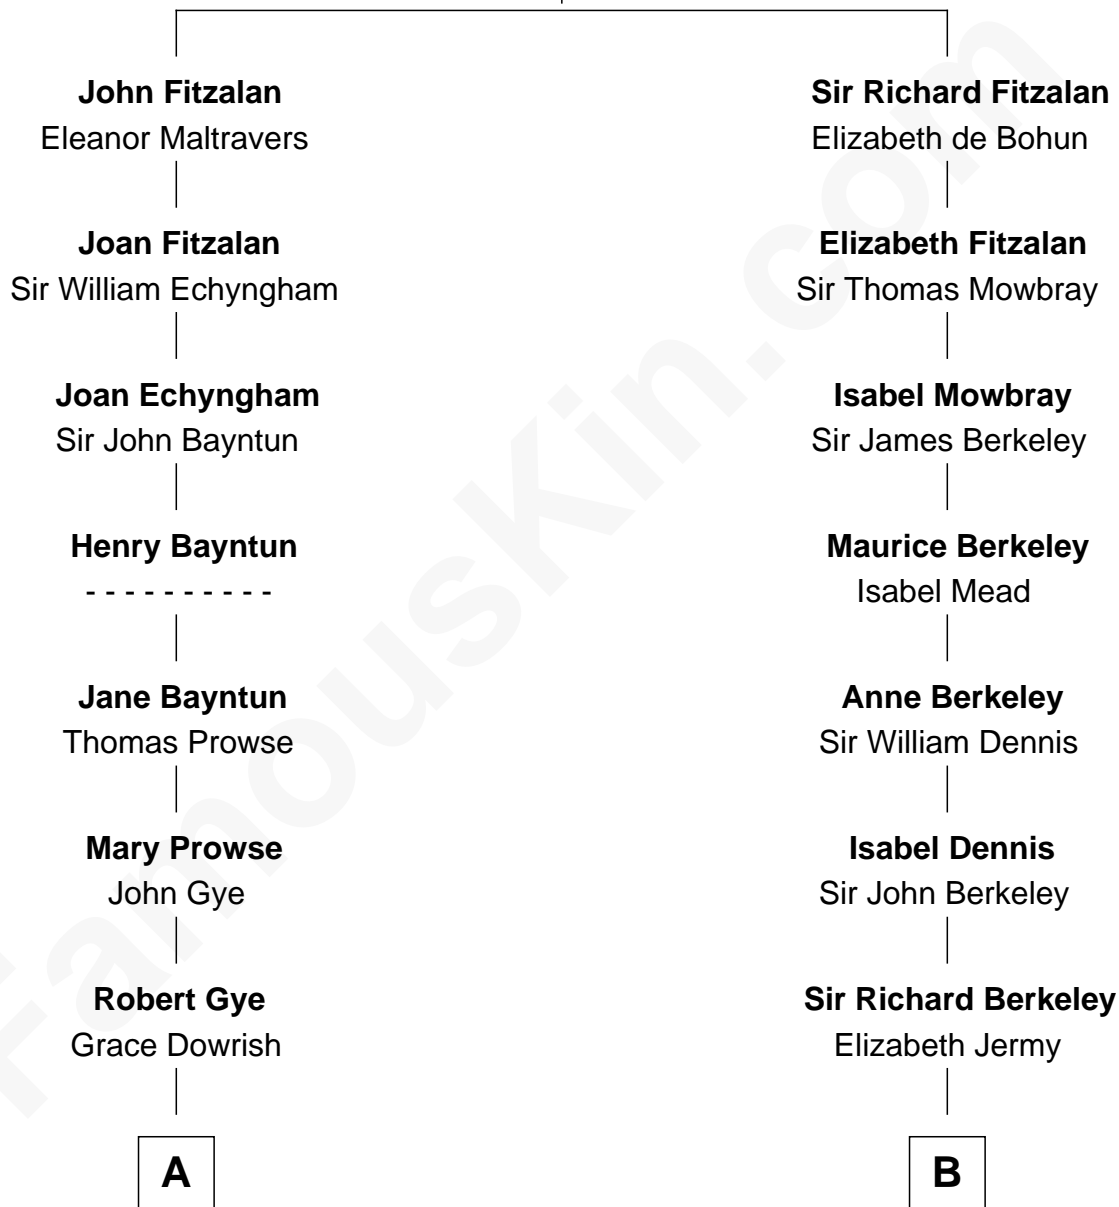 John Fitzalan
Eleanor Maltravers
Joan Fitzalan
Sir William Echyngham
Joan Echyngham
Sir John Bayntun
Henry Bayntun
- - - - - - - - - -
Jane Bayntun
Thomas Prowse
Mary Prowse
John Gye
Robert Gye
Grace Dowrish
A
Sir Richard Fitzalan
Elizabeth de Bohun
Elizabeth Fitzalan
Sir Thomas Mowbray
Isabel Mowbray
Sir James Berkeley
Maurice Berkeley
Isabel Mead
Anne Berkeley
Sir William Dennis
Isabel Dennis
Sir John Berkeley
Sir Richard Berkeley
Elizabeth Jermy
B
FamousKin.com